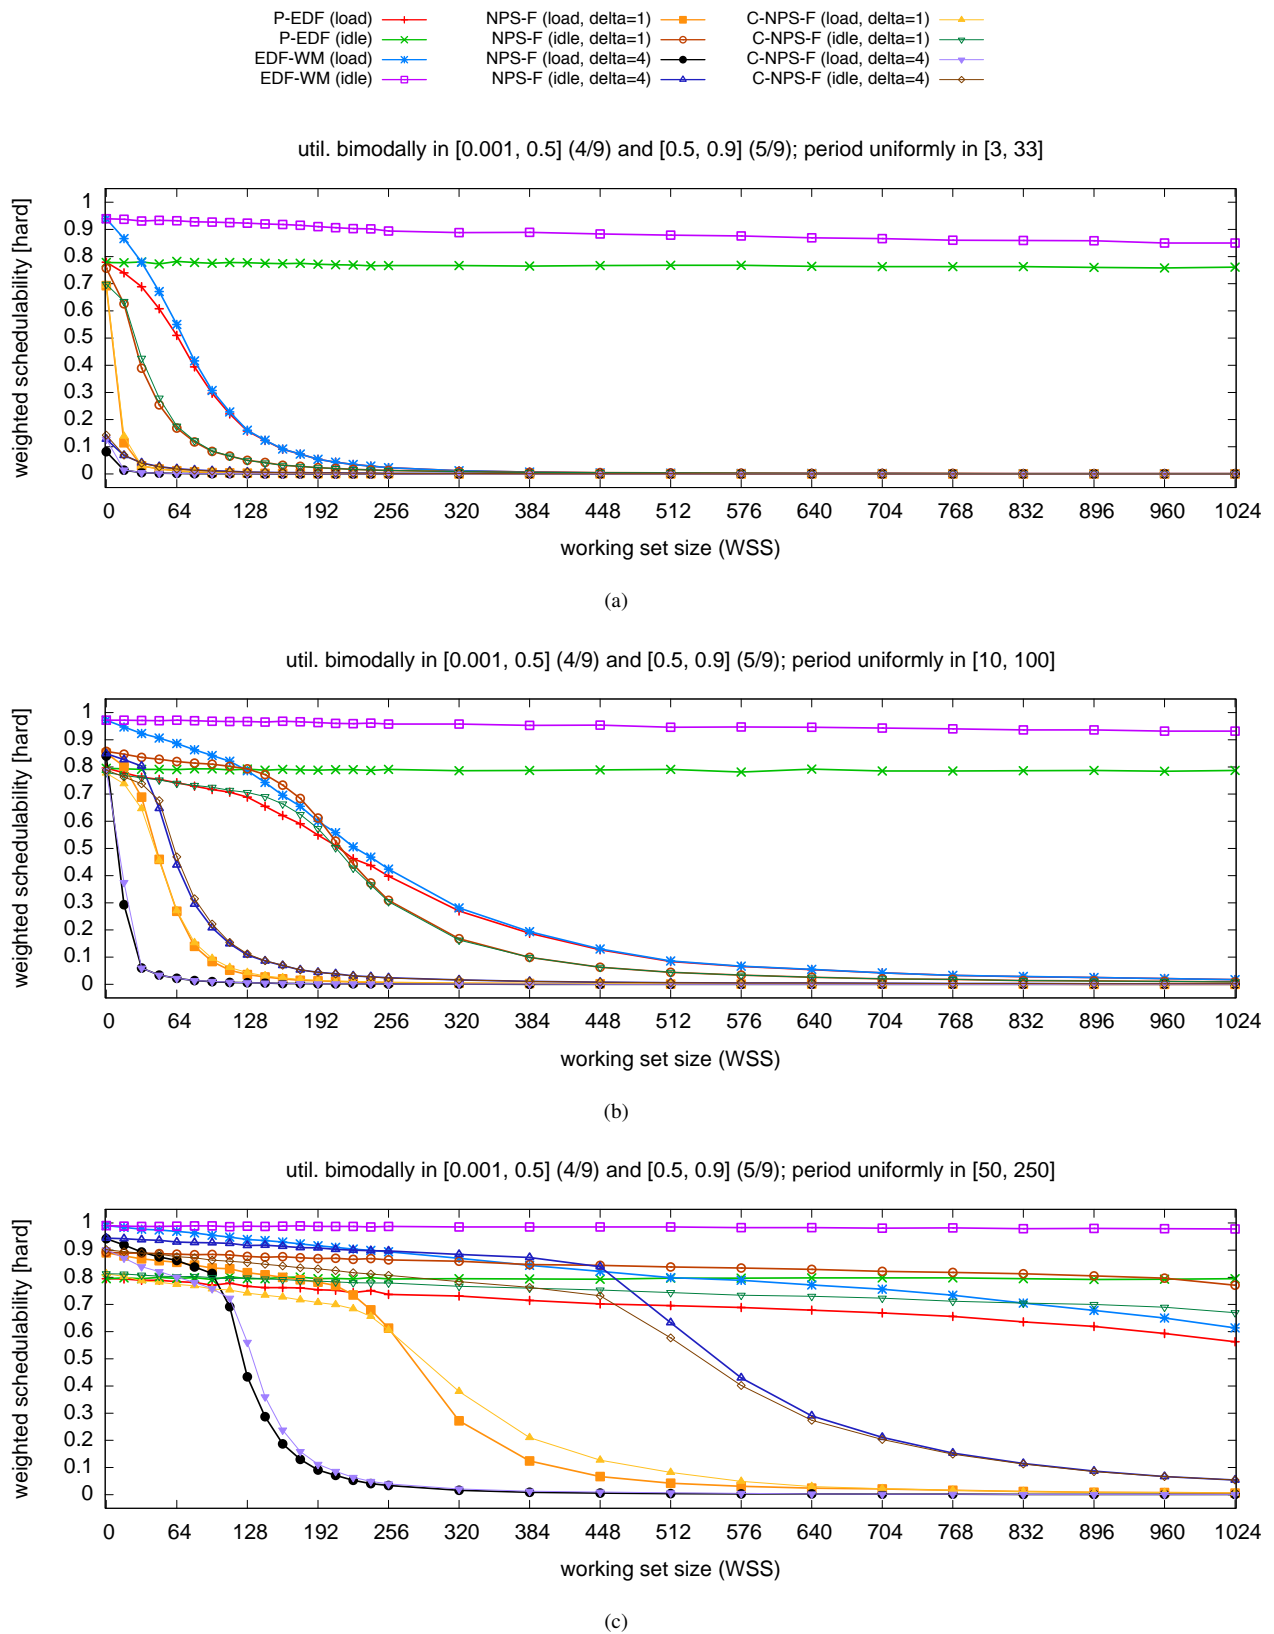 P-EDF (load) NPS-F (load, delta=1) C-NPS-F (load, delta=1)
P-EDF (idle) NPS-F (idle, delta=1) C-NPS-F (idle, delta=1)
EDF-WM (load) NPS-F (load, delta=4) C-NPS-F (load, delta=4)
EDF-WM (idle) NPS-F (idle, delta=4) C-NPS-F (idle, delta=4)
util. bimodally in [0.001, 0.5] (4/9) and [0.5, 0.9] (5/9); period uniformly in [3, 33]
weighted schedulability [hard]
1
0.9
0.8
0.7
0.6
0.5
0.4
0.3
0.2
0.1
0
0 64 128 192 256 320 384 448 512 576 640 704 768 832 896 960 1024
working set size (WSS)
(a)
util. bimodally in [0.001, 0.5] (4/9) and [0.5, 0.9] (5/9); period uniformly in [10, 100]
weighted schedulability [hard]
1
0.9
0.8
0.7
0.6
0.5
0.4
0.3
0.2
0.1
0
0 64 128 192 256 320 384 448 512 576 640 704 768 832 896 960 1024
working set size (WSS)
(b)
util. bimodally in [0.001, 0.5] (4/9) and [0.5, 0.9] (5/9); period uniformly in [50, 250]
weighted schedulability [hard]
1
0.9
0.8
0.7
0.6
0.5
0.4
0.3
0.2
0.1
0
0 64 128 192 256 320 384 448 512 576 640 704 768 832 896 960 1024
working set size (WSS)
(c)